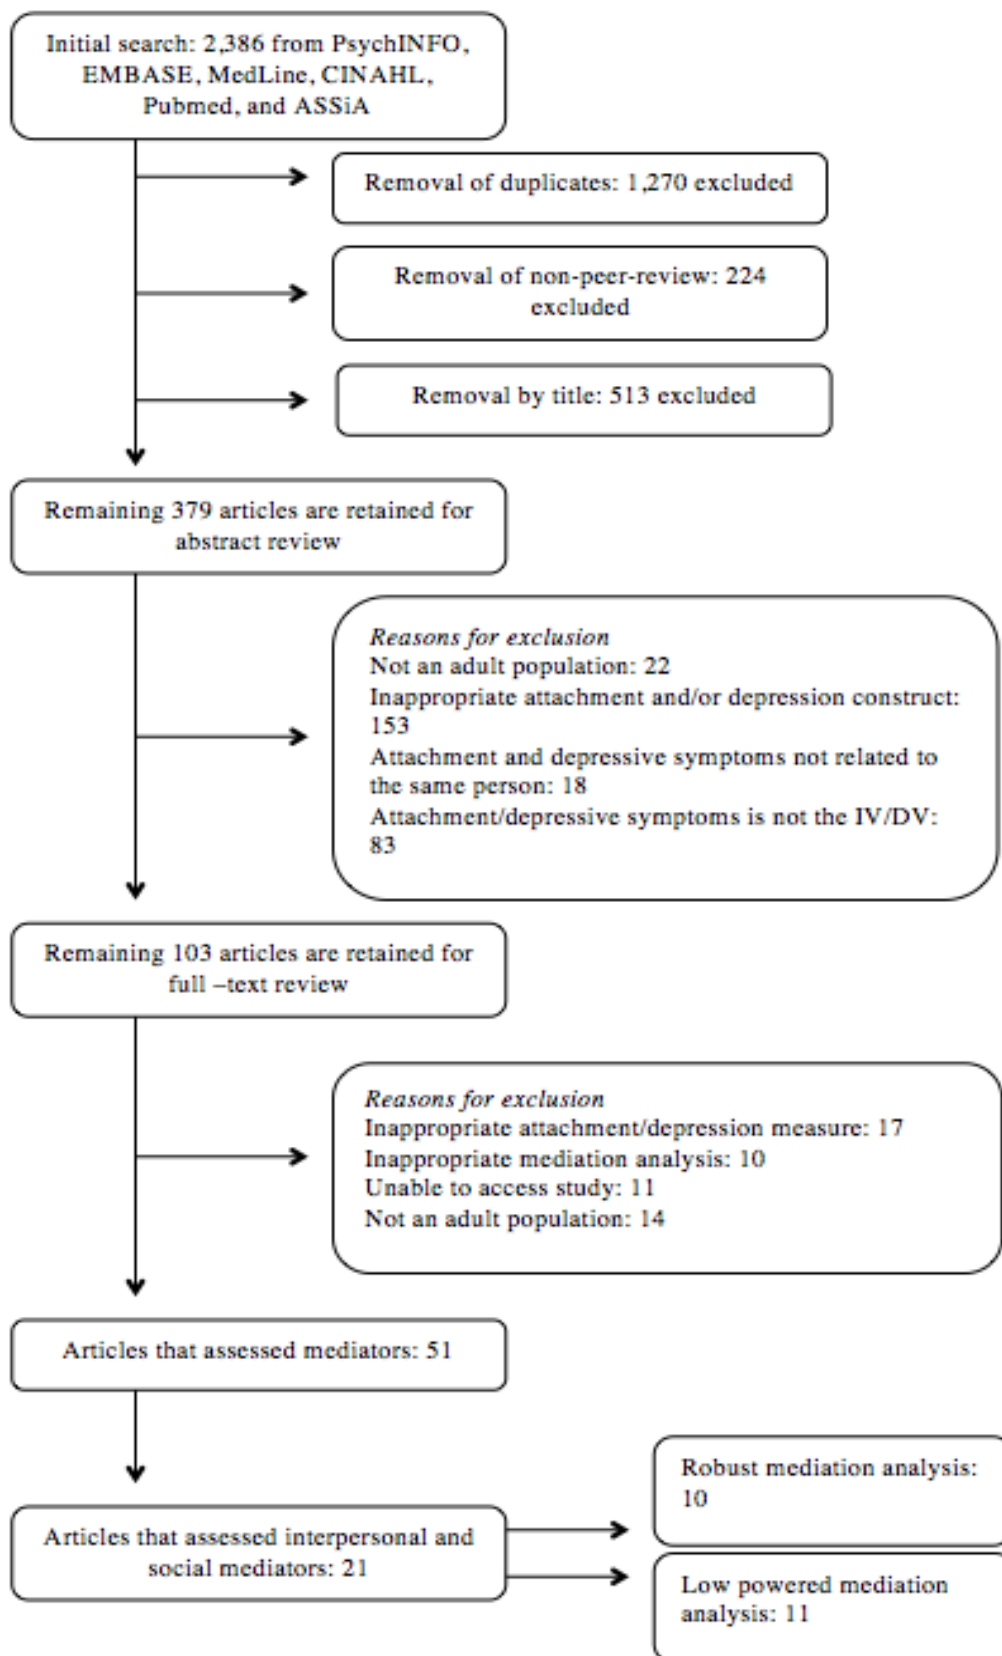 Initial search: 2,386 from PsychINFO,
EMBASE, MedLine, CINAHL,
Pubmed, and ASSiA
Removal of duplicates: 1,270 excluded
Removal of non-peer-review: 224
excluded
Removal by title: 513 excluded
Remaining 379 articles are retained for
abstract review
Reasons for exclusion
Not an adult population: 22
Inappropriate attachment and/or depression construct:
153
Attachment and depressive symptoms not related to
the same person: 18
Attachment/depressive symptoms is not the IV/DV:
83
Remaining 103 articles are retained for
full –text review
Reasons for exclusion
Inappropriate attachment/depression measure: 17
Inappropriate mediation analysis: 10
Unable to access study: 11
Not an adult population: 14
Articles that assessed mediators: 51
Articles that assessed interpersonal and
social mediators: 21
Robust mediation analysis:
10
Low powered mediation
analysis: 11